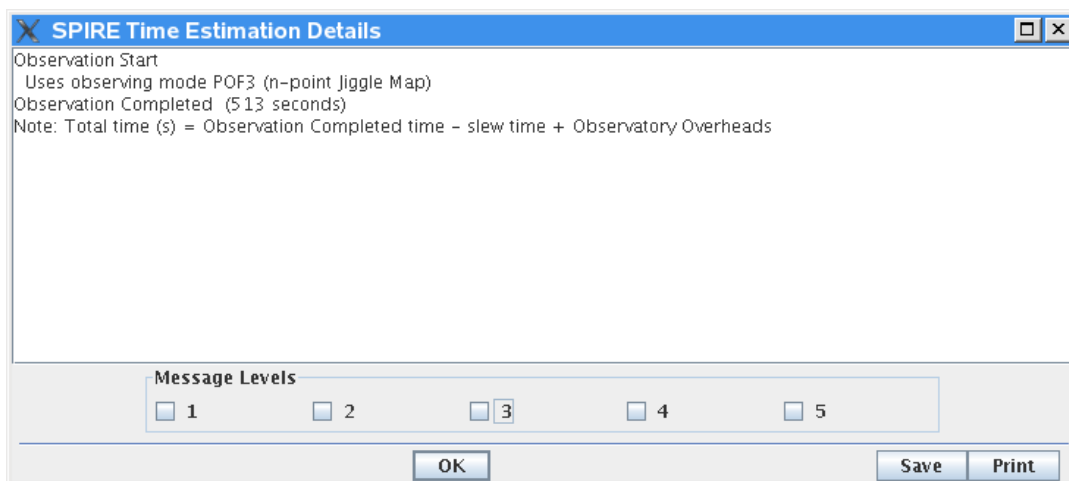 SPIRE Time Estimation Details
Observation Start
Uses observing mode POF3 (n-point Jiggle Map)
Observation Completed (513 seconds)
Note: Total time (s) = Observation Completed time - slew time + Observatory Overheads
Message Levels
1 2 3 4 5
OK Save Print